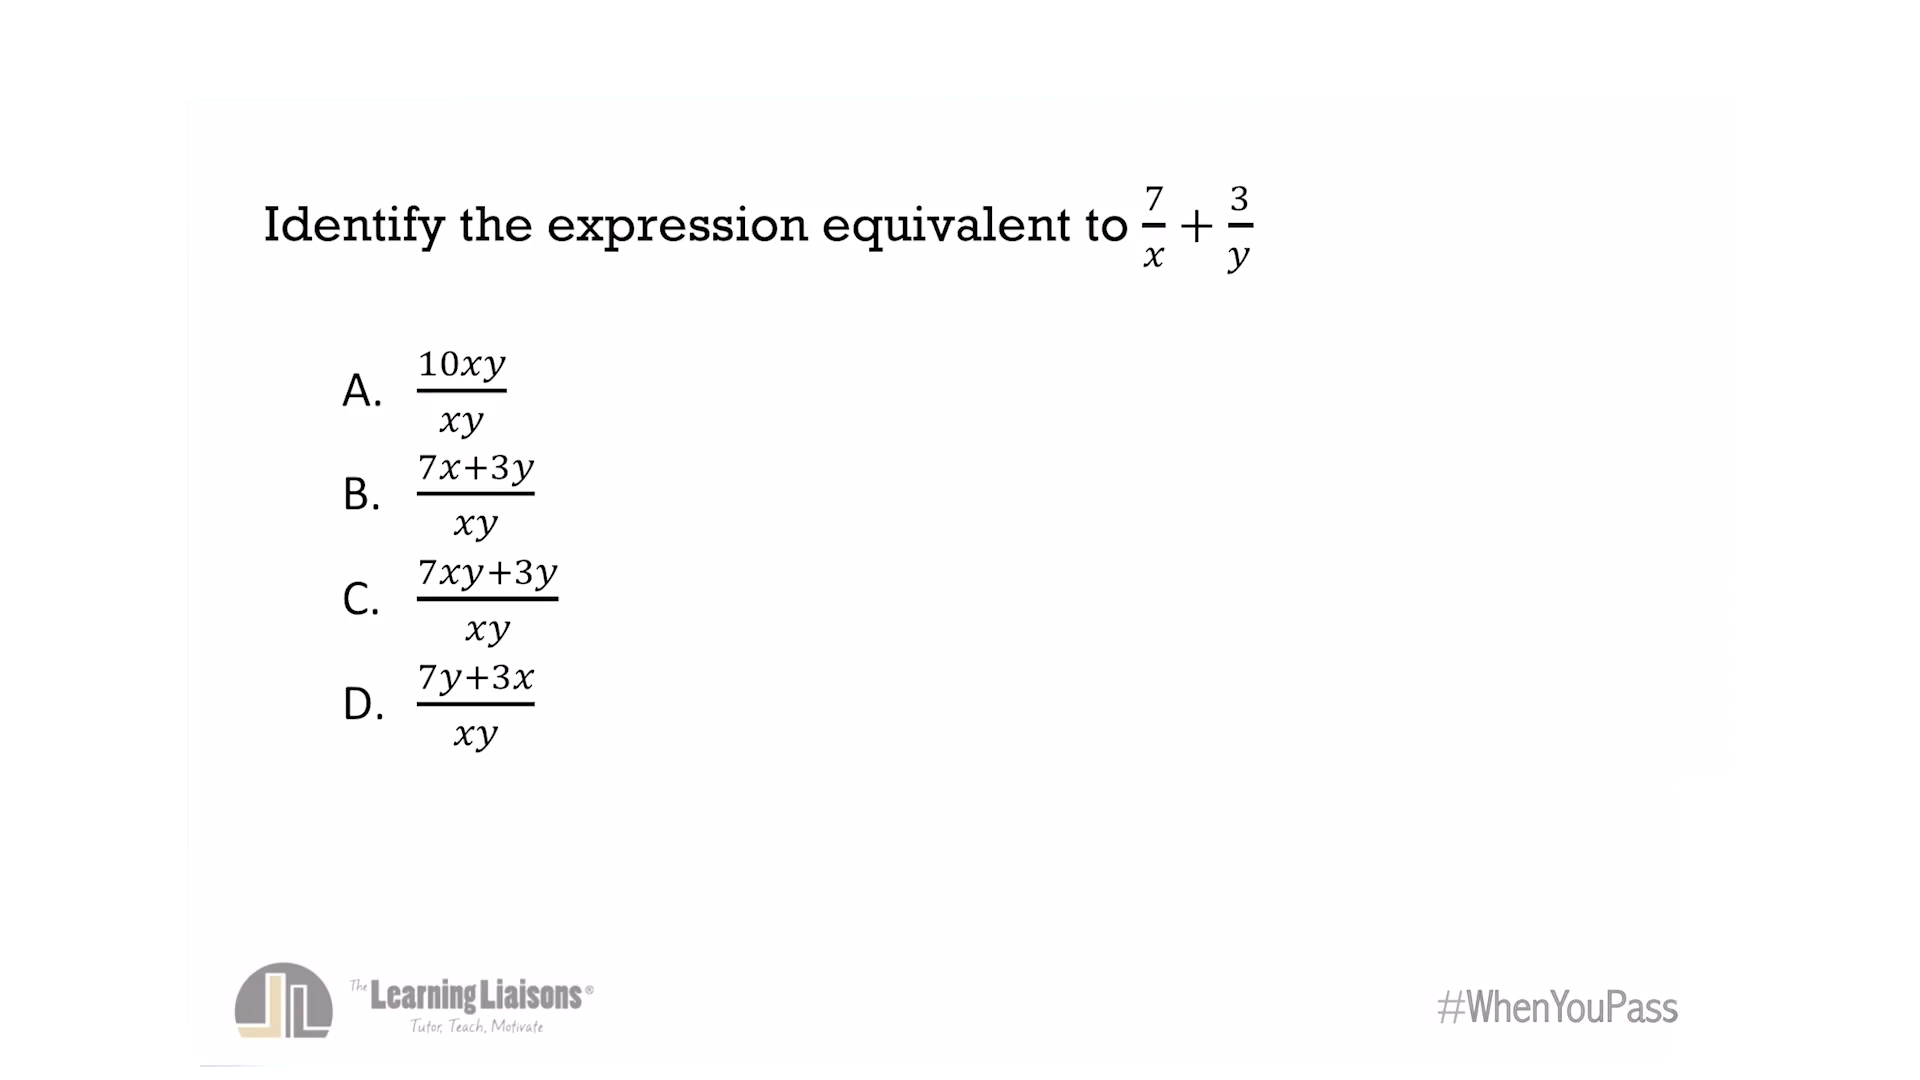 Identify the expression equivalent to 7/x + 3/y
A. 10xy/xy
B. 7x+3y/xy
C. 7xy+3y/xy
D. 7y+3x/xy
The Learning Liaisons®
Tutor, Teach, Motivate
#WhenYouPass